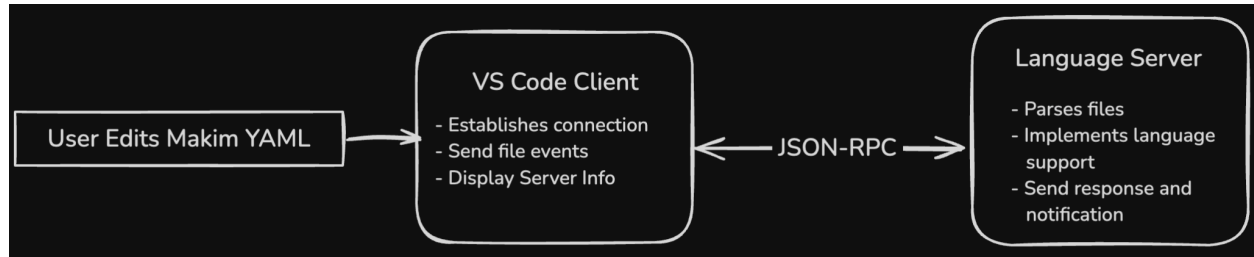 User Edits Makim YAML
VS Code Client
- Establishes connection
- Send file events
- Display Server Info
JSON-RPC
Language Server
- Parses files
- Implements language
support
- Send response and
notification